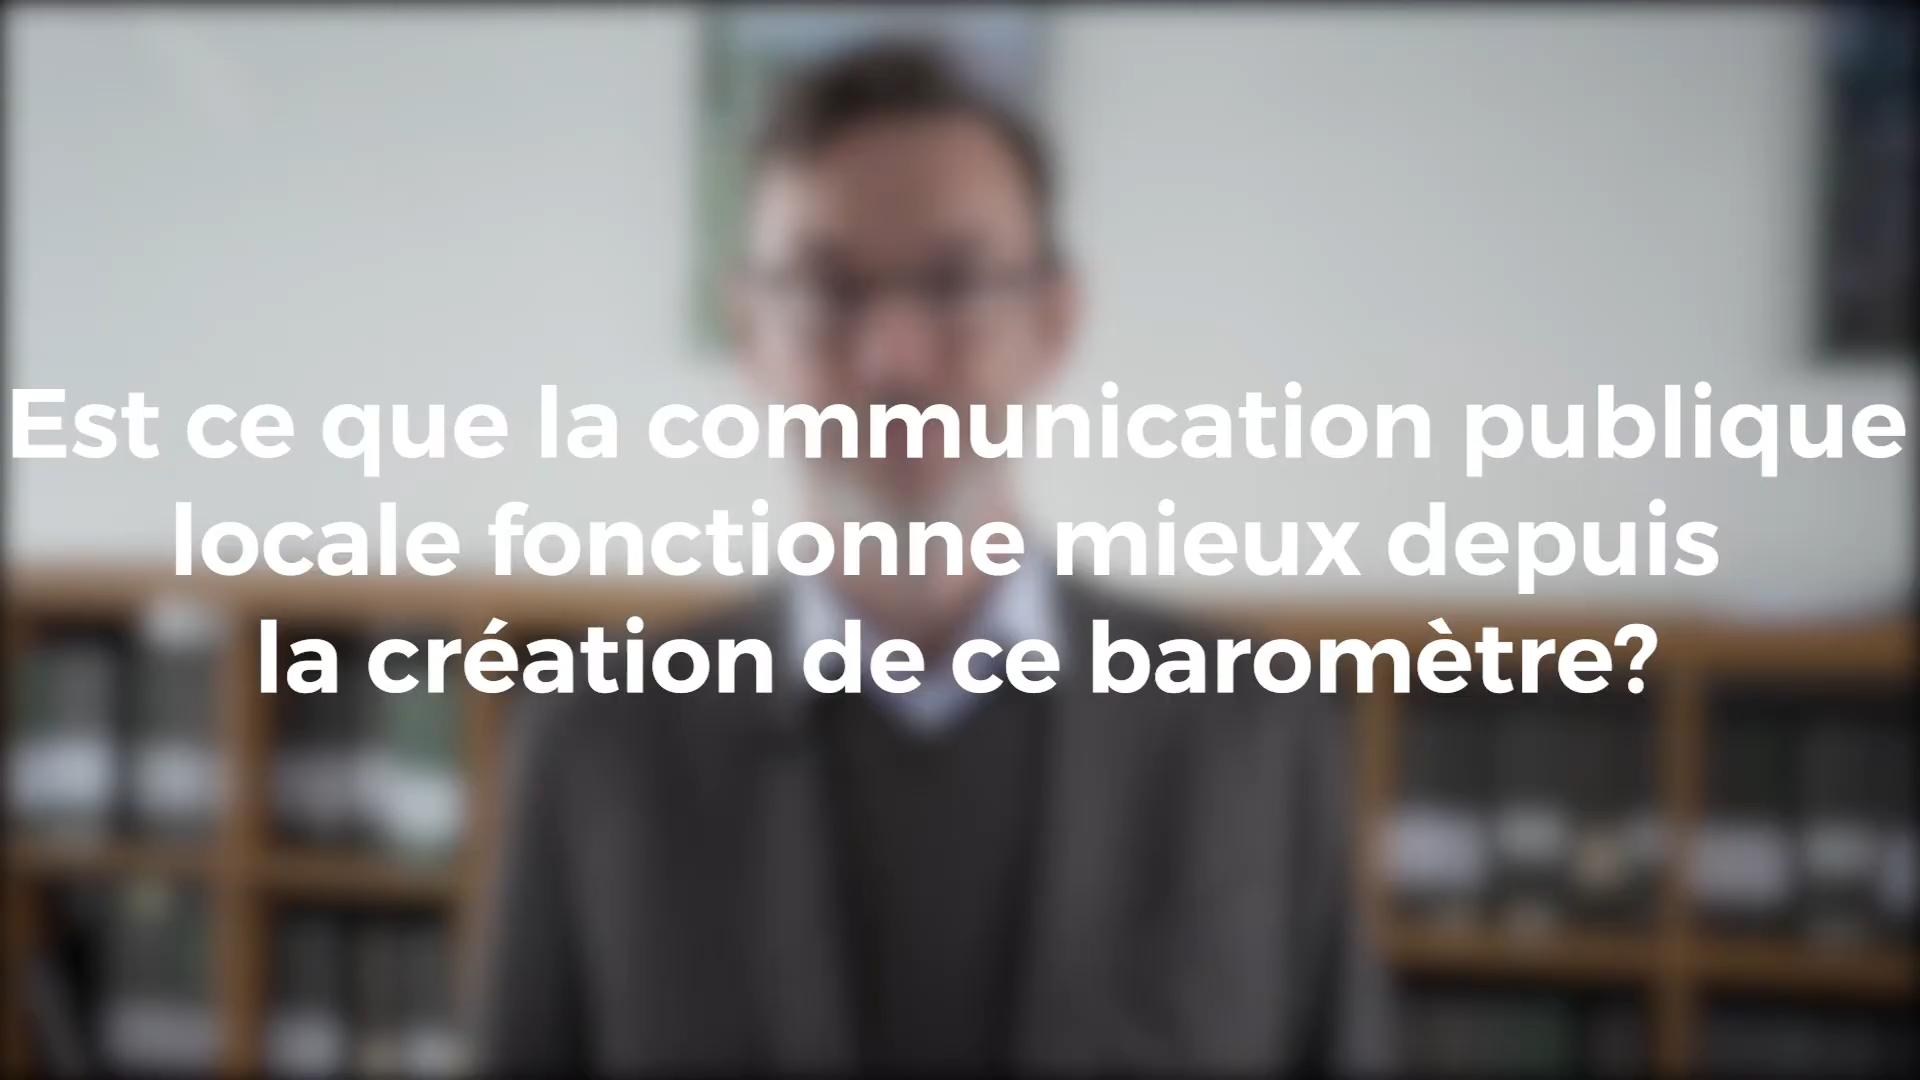 Est ce que la communication publique
locale fonctionne mieux depuis
la création de ce baromètre?